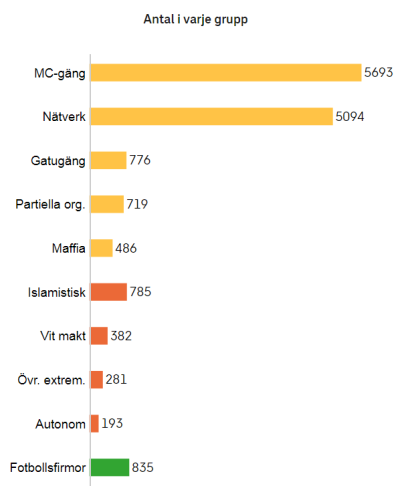 Antal i varje grupp
MC-gäng 5693
Nätverk 5094
Gatugäng 776
Partiella org. 719
Maffia 486
Islamistisk 785
Vit makt 382
Övr. extrem. 281
Autonom 193
Fotbollsfirmor 835